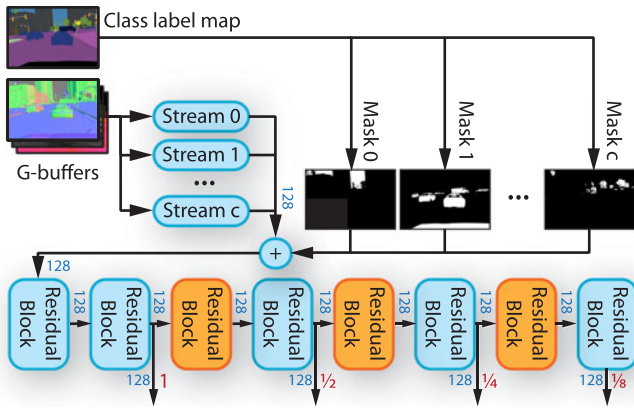 Class label map
G-buffers
Stream 0
Stream 1
...
Stream c
128
Mask 0
Mask 1
...
Mask c
+
128
Residual Block
128
Residual Block
128
Residual Block
128
Residual Block
128
Residual Block
128
Residual Block
128
Residual Block
128
Residual Block
128 1
128 ½
128 ¼
128 ⅛